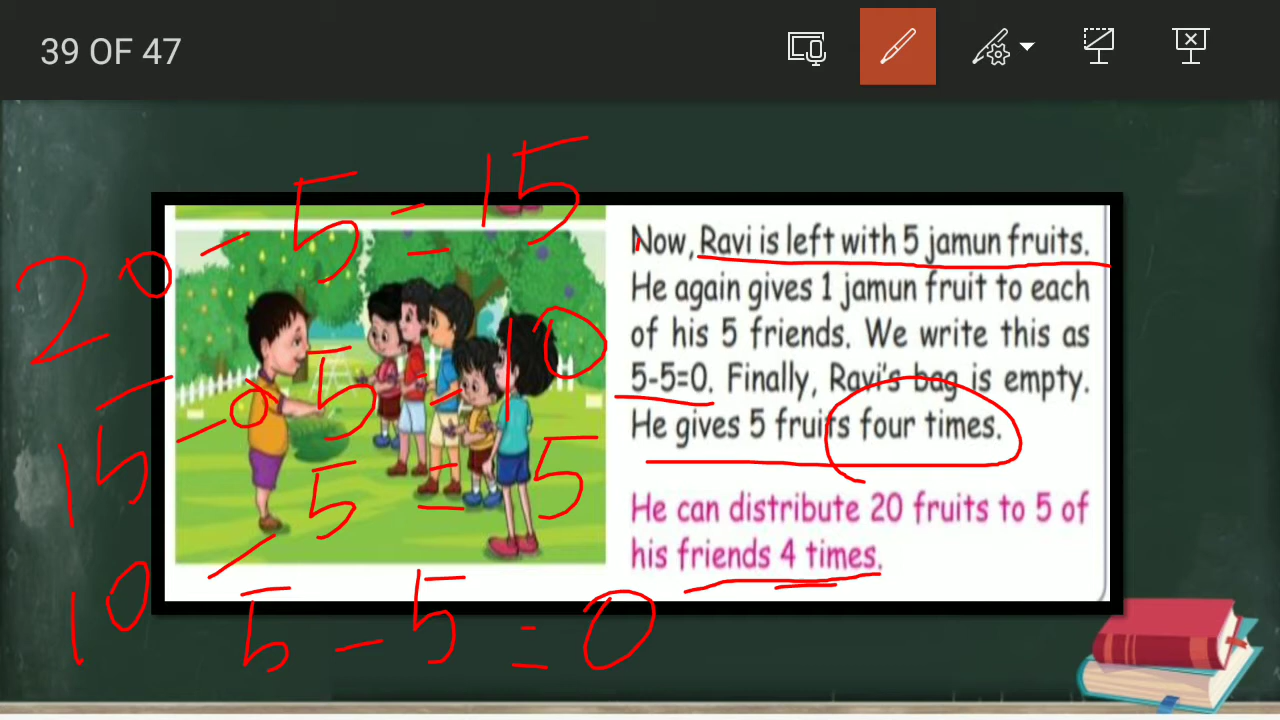 39 OF 47
20 - 5 = 15
15 - 5 = 10
10 - 5 = 5
5 - 5 = 0
Now, Ravi is left with 5 jamun fruits.
He again gives 1 jamun fruit to each
of his 5 friends. We write this as
5-5=0. Finally, Ravi's bag is empty.
He gives 5 fruits four times.
He can distribute 20 fruits to 5 of
his friends 4 times.